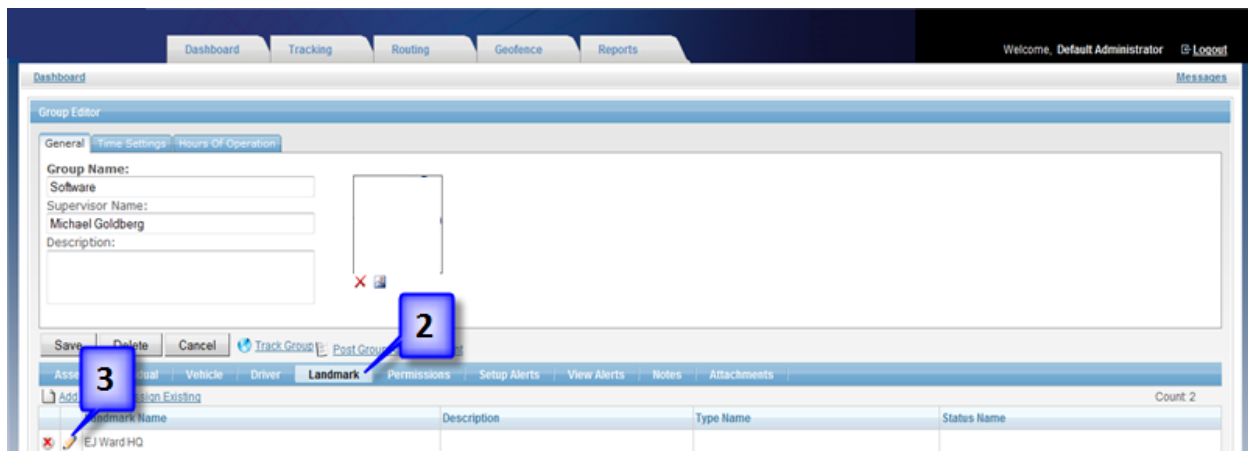 Dashboard Tracking Routing Geofence Reports Welcome, Default Administrator Logout
Dashboard Messages
Group Editor
General Time Settings Hours Of Operation
Group Name:
Software
Supervisor Name:
Michael Goldberg
Description:
2
Save Delete Cancel Track Group Post Group
3
Vehicle Driver Landmark Permissions Setup Alerts View Alerts Notes Attachments
Add Assign Existing Count: 2
Landmark Name Description Type Name Status Name
EJ Ward HQ